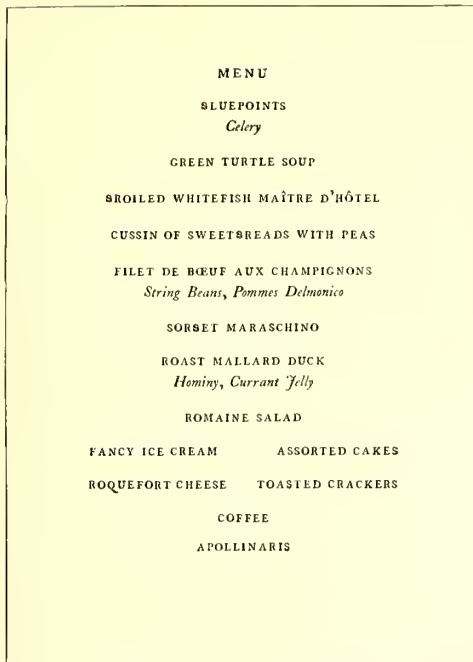 MENU
BLUEPOINTS
Celery
GREEN TURTLE SOUP
BROILED WHITEFISH MAÎTRE D'HÔTEL
CUSSIN OF SWEETBREADS WITH PEAS
FILET DE BŒUF AUX CHAMPIGNONS
String Beans, Pommes Delmonico
SORBET MARASCHINO
ROAST MALLARD DUCK
Hominy, Currant Jelly
ROMAINE SALAD
FANCY ICE CREAM ASSORTED CAKES
ROQUEFORT CHEESE TOASTED CRACKERS
COFFEE
APOLLINARIS